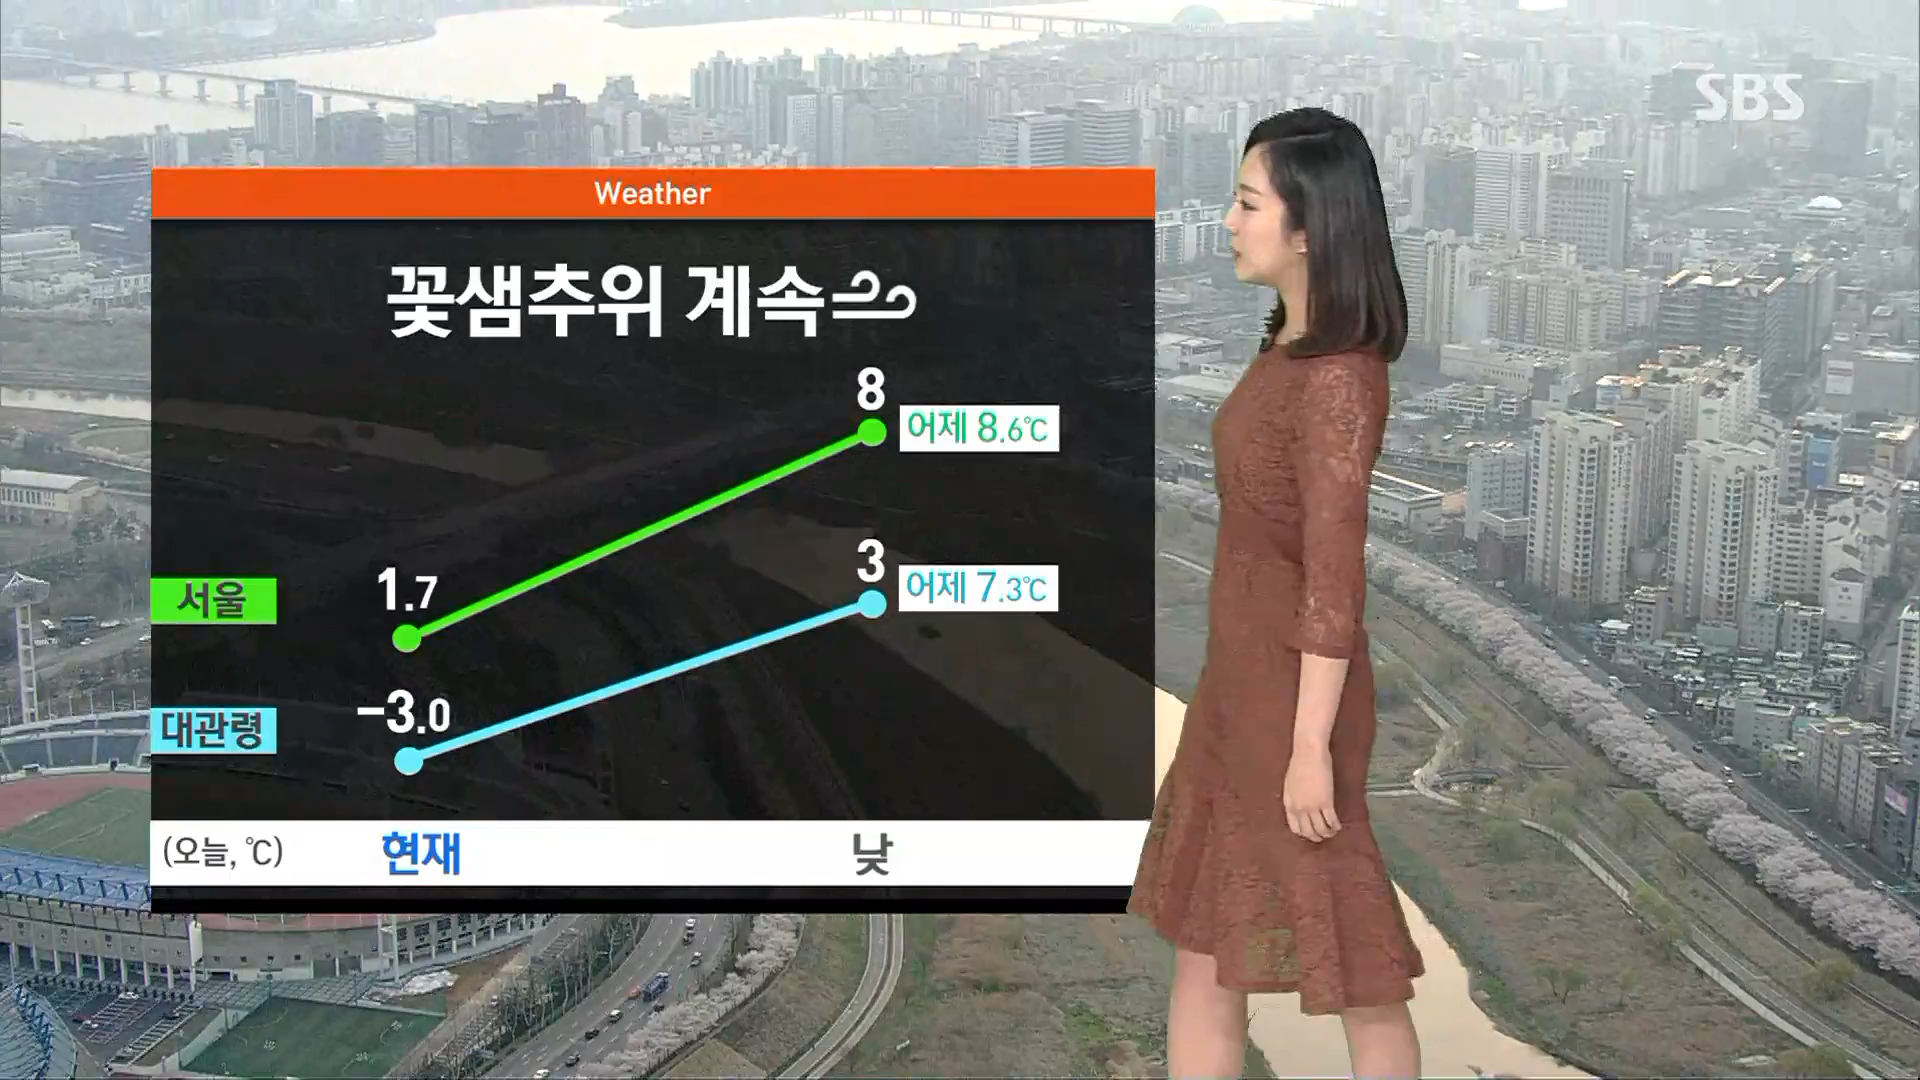 SBS
Weather
꽃샘추위 계속
8
어제 8.6℃
1.7
3
어제 7.3℃
서울
-3.0
대관령
(오늘, ℃) 현재 낮